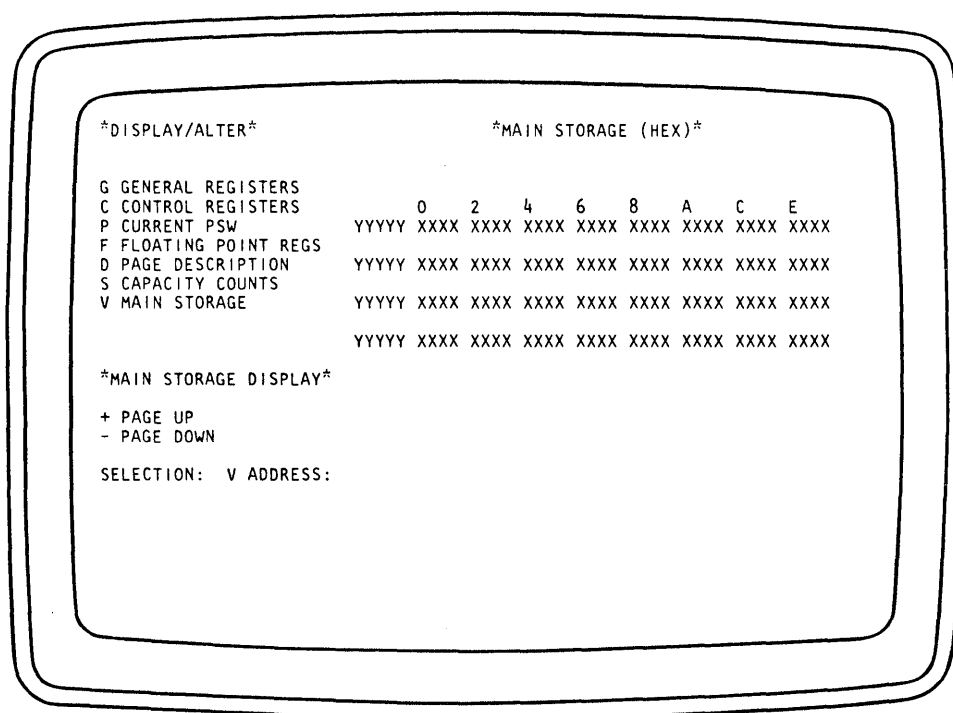 *DISPLAY/ALTER* *MAIN STORAGE (HEX)*
G GENERAL REGISTERS
C CONTROL REGISTERS 0 2 4 6 8 A C E
P CURRENT PSW YYYYY XXXX XXXX XXXX XXXX XXXX XXXX XXXX XXXX
F FLOATING POINT REGS
D PAGE DESCRIPTION YYYYY XXXX XXXX XXXX XXXX XXXX XXXX XXXX XXXX
S CAPACITY COUNTS
V MAIN STORAGE YYYYY XXXX XXXX XXXX XXXX XXXX XXXX XXXX XXXX
YYYYY XXXX XXXX XXXX XXXX XXXX XXXX XXXX XXXX
*MAIN STORAGE DISPLAY*
+ PAGE UP
- PAGE DOWN
SELECTION: V ADDRESS: